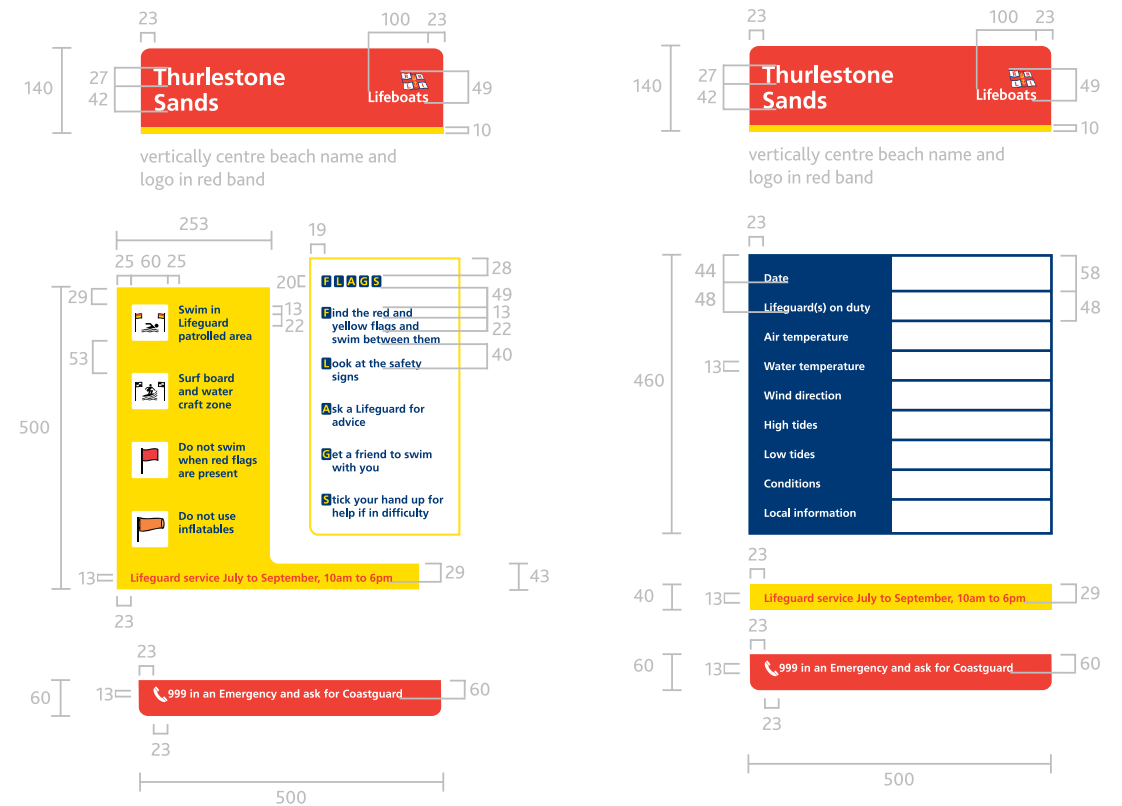 23
100
23
140
27
42
Thurlestone
Sands
R N
L I
Lifeboats
49
10
vertically centre beach name and
logo in red band
253
19
25
60
25
20
FLAGS
28
29
49
13
22
Swim in
Lifeguard
patrolled area
Find the red and
yellow flags and
swim between them
13
22
53
40
Look at the safety
signs
Surf board
and water
craft zone
Ask a Lifeguard for
advice
500
Do not swim
when red flags
are present
Get a friend to swim
with you
Stick your hand up for
help if in difficulty
Do not use
inflatables
13
Lifeguard service July to September, 10am to 6pm
29
43
23
23
60
13
999 in an Emergency and ask for Coastguard
60
23
500
23
100
23
140
27
42
Thurlestone
Sands
R N
L I
Lifeboats
49
10
vertically centre beach name and
logo in red band
23
44
48
Date
58
Lifeguard(s) on duty
48
Air temperature
460
13
Water temperature
Wind direction
High tides
Low tides
Conditions
Local information
23
40
13
Lifeguard service July to September, 10am to 6pm
29
23
60
13
999 in an Emergency and ask for Coastguard
60
23
500